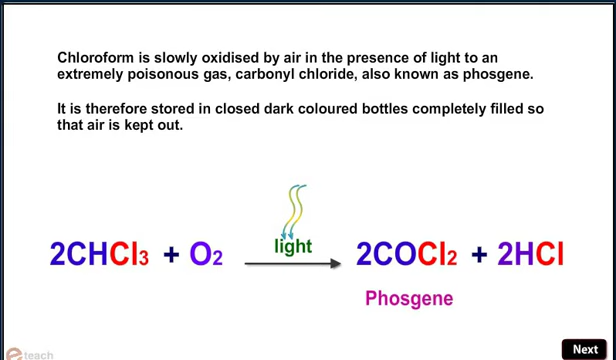 Chloroform is slowly oxidised by air in the presence of light to an
extremely poisonous gas, carbonyl chloride, also known as phosgene.
It is therefore stored in closed dark coloured bottles completely filled so
that air is kept out.
light
2CHCl3 + O2 → 2COCl2 + 2HCl
Phosgene
e teach
Next